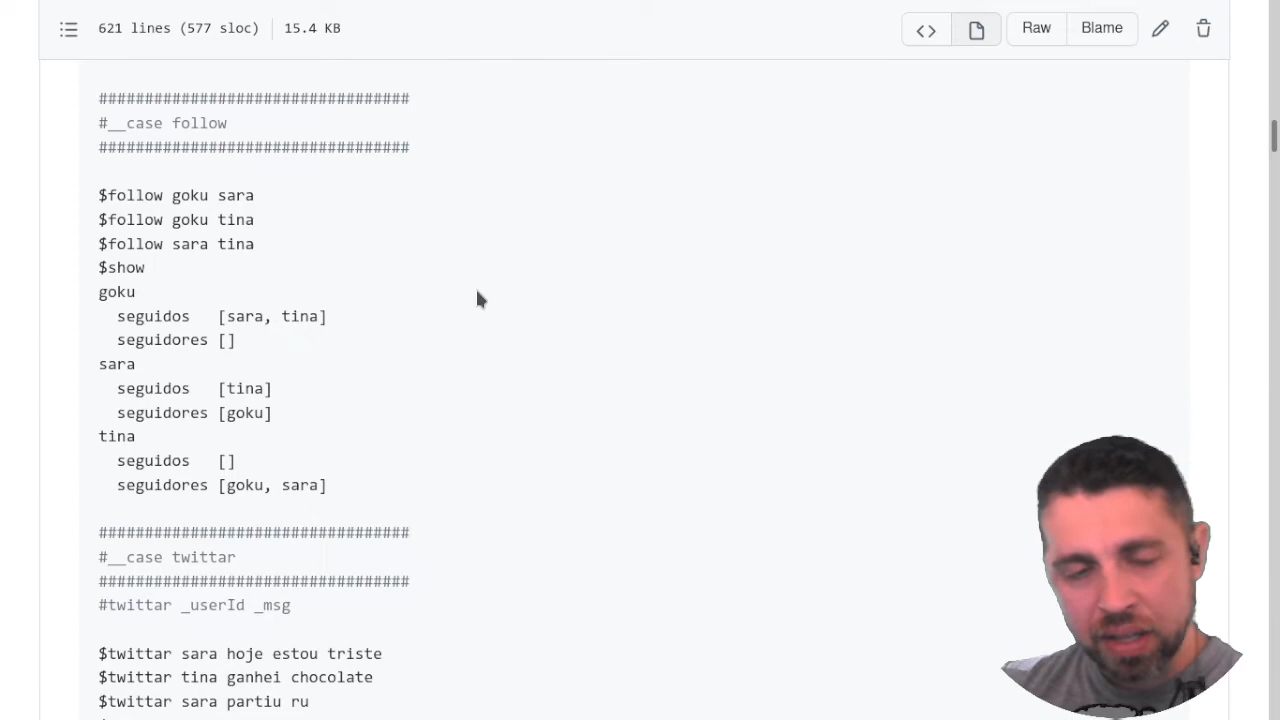 621 lines (577 sloc) 15.4 KB Raw Blame
##################################
#__case follow
##################################
$follow goku sara
$follow goku tina
$follow sara tina
$show
goku
  seguidos   [sara, tina]
  seguidores []
sara
  seguidos   [tina]
  seguidores [goku]
tina
  seguidos   []
  seguidores [goku, sara]
##################################
#__case twittar
##################################
#twittar _userId _msg
$twittar sara hoje estou triste
$twittar tina ganhei chocolate
$twittar sara partiu ru